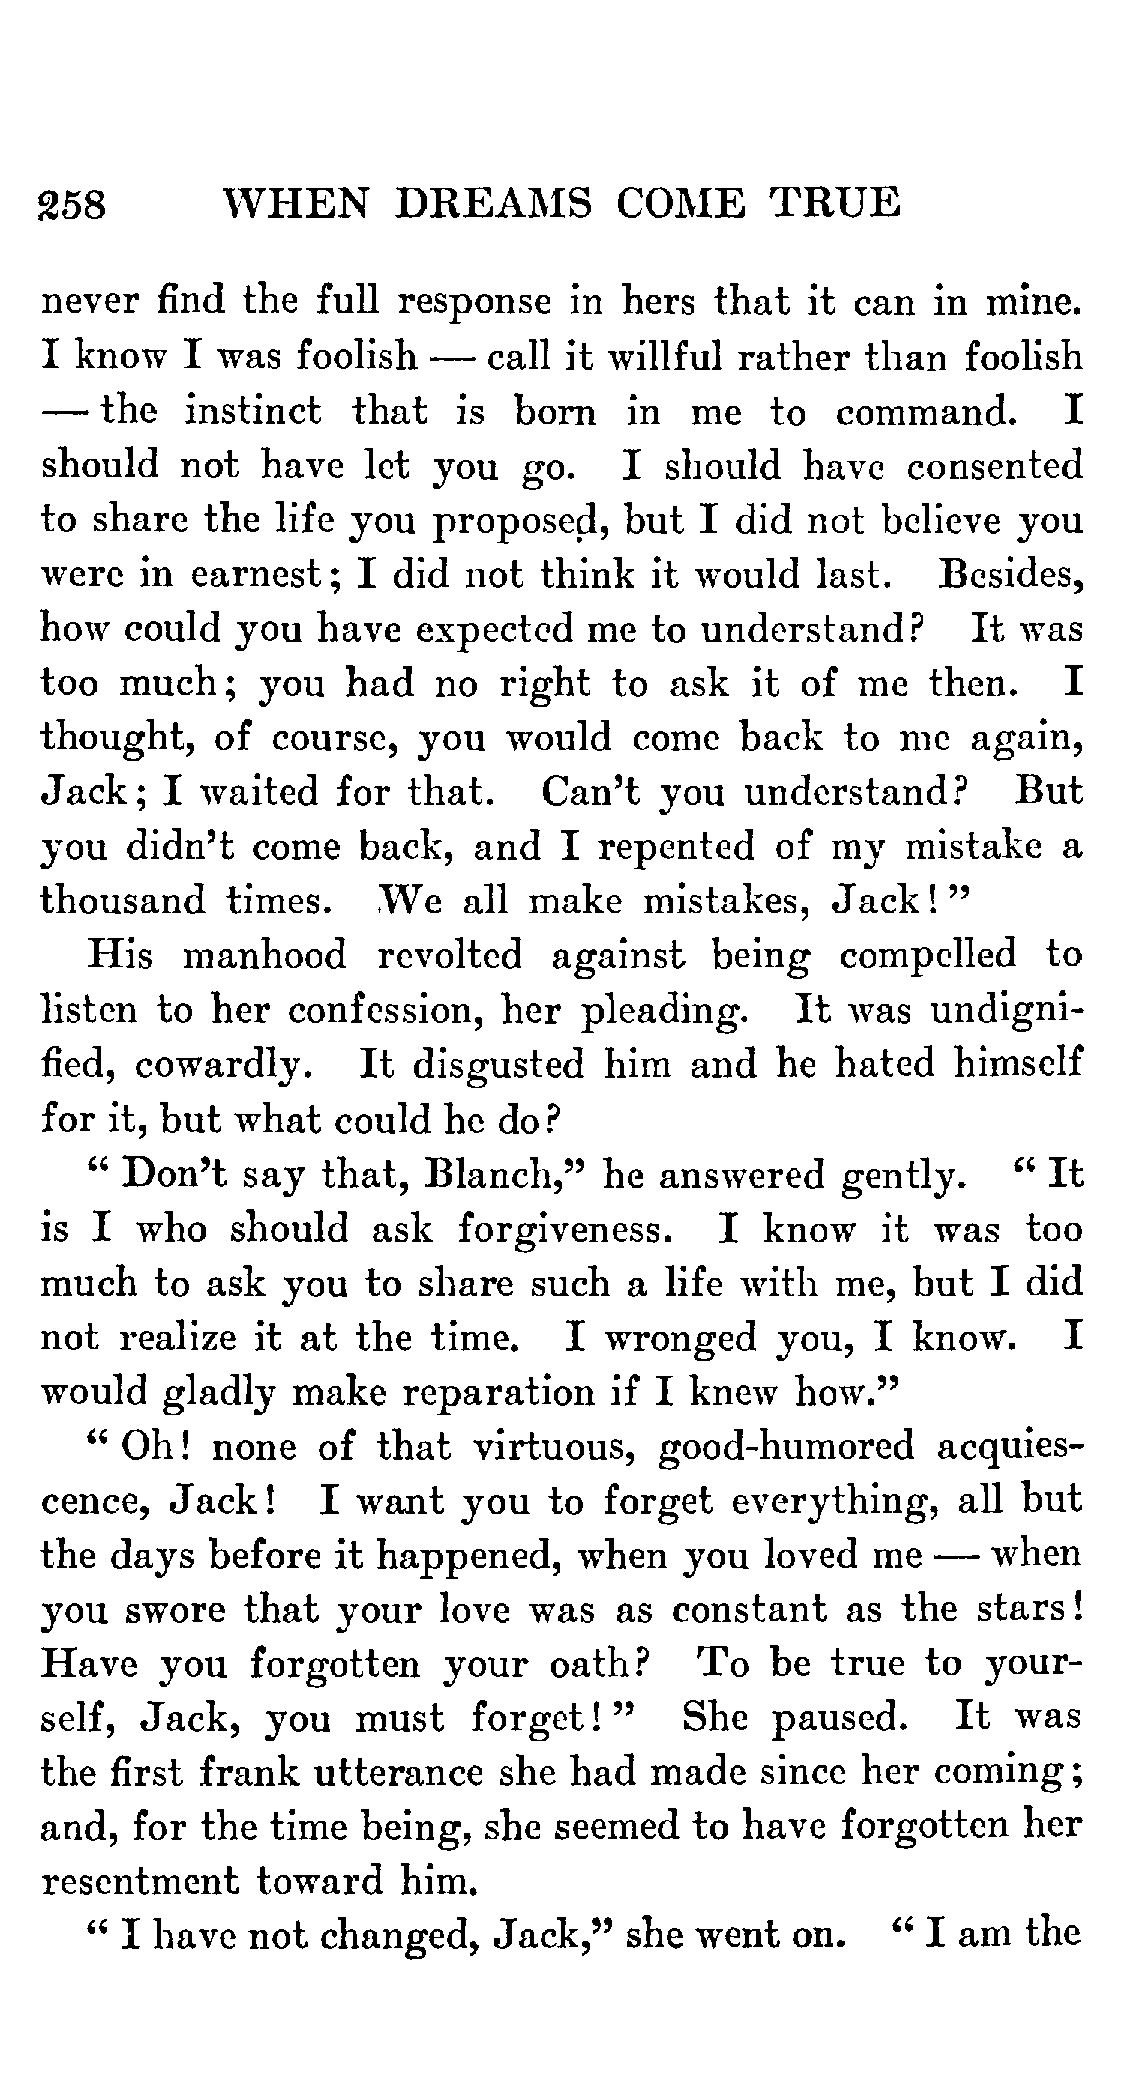 258 WHEN DREAMS COME TRUE
never find the full response in hers that it can in mine.
I know I was foolish — call it willful rather than foolish
— the instinct that is born in me to command. I
should not have let you go. I should have consented
to share the life you proposed, but I did not believe you
were in earnest; I did not think it would last. Besides,
how could you have expected me to understand? It was
too much; you had no right to ask it of me then. I
thought, of course, you would come back to me again,
Jack; I waited for that. Can't you understand? But
you didn't come back, and I repented of my mistake a
thousand times. We all make mistakes, Jack!"
His manhood revolted against being compelled to
listen to her confession, her pleading. It was undigni-
fied, cowardly. It disgusted him and he hated himself
for it, but what could he do?
"Don't say that, Blanch," he answered gently. "It
is I who should ask forgiveness. I know it was too
much to ask you to share such a life with me, but I did
not realize it at the time. I wronged you, I know. I
would gladly make reparation if I knew how."
"Oh! none of that virtuous, good-humored acquies-
cence, Jack! I want you to forget everything, all but
the days before it happened, when you loved me — when
you swore that your love was as constant as the stars!
Have you forgotten your oath? To be true to your-
self, Jack, you must forget!" She paused. It was
the first frank utterance she had made since her coming;
and, for the time being, she seemed to have forgotten her
resentment toward him.
"I have not changed, Jack," she went on. "I am the